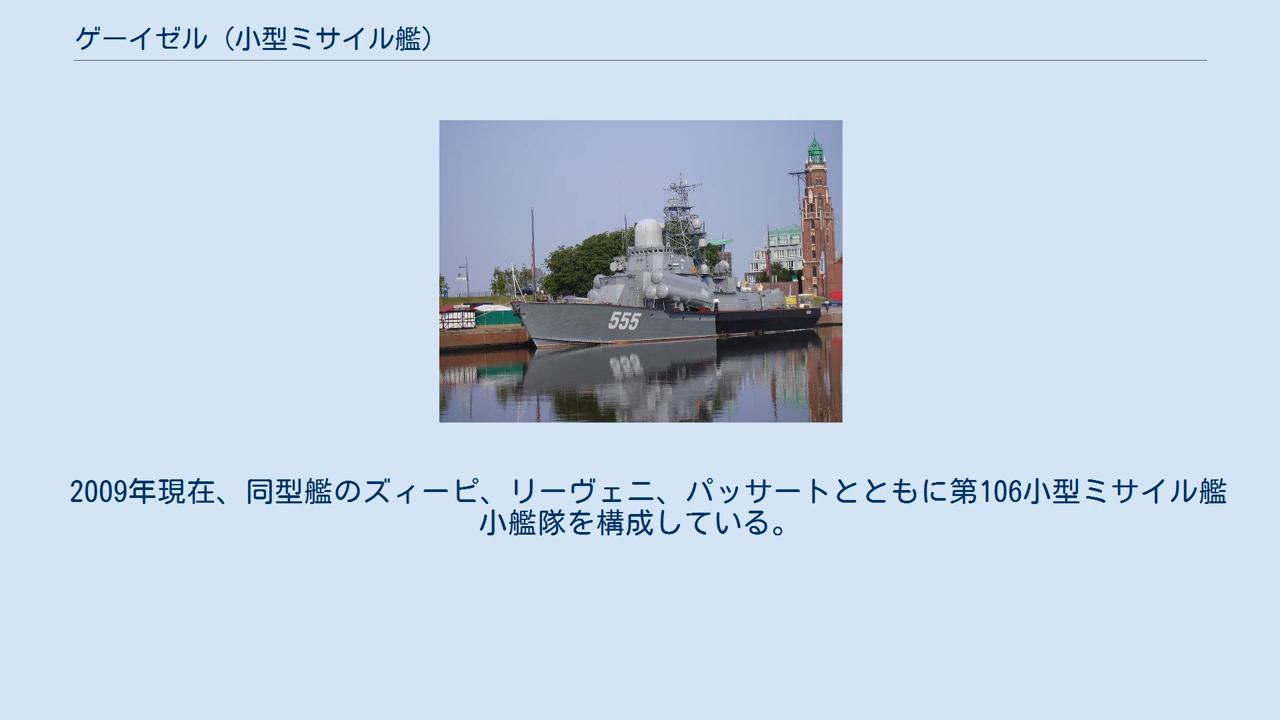 ゲーイゼル（小型ミサイル艦）
555
2009年現在、同型艦のズィーピ、リーヴェニ、パッサートとともに第106小型ミサイル艦
小艦隊を構成している。